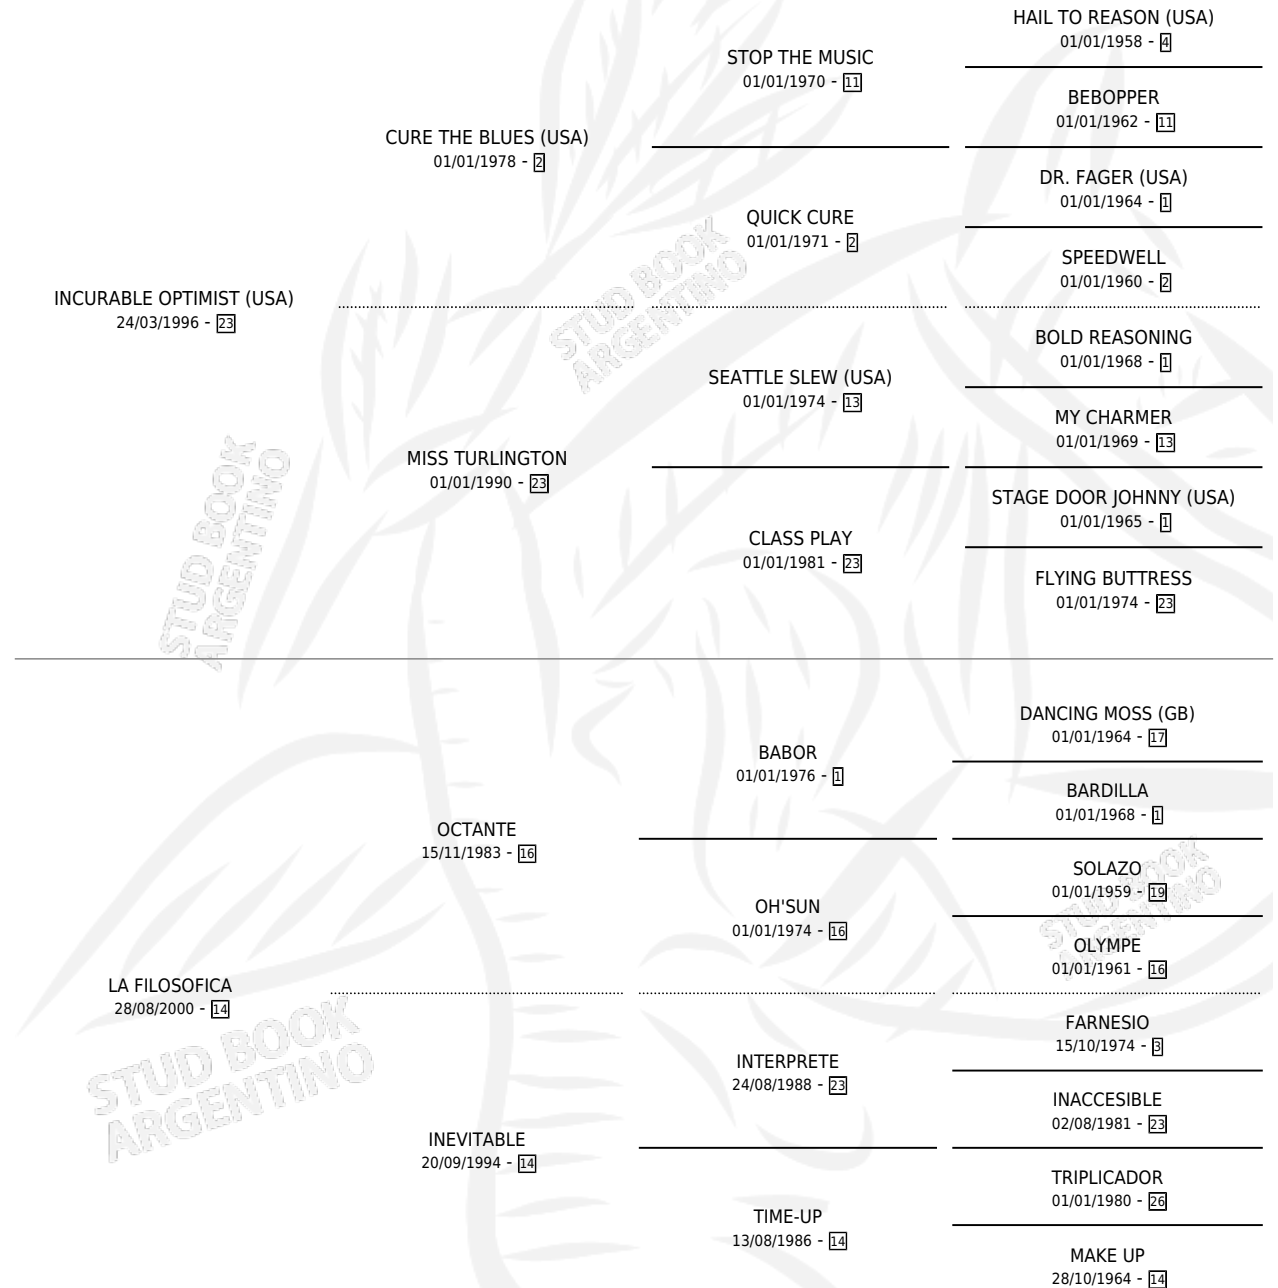 HAIL TO REASON (USA)
01/01/1958 - 4
STOP THE MUSIC
01/01/1970 - 11
BEBOPPER
01/01/1962 - 11
CURE THE BLUES (USA)
01/01/1978 - 2
DR. FAGER (USA)
01/01/1964 - 1
QUICK CURE
01/01/1971 - 2
SPEEDWELL
01/01/1960 - 2
INCURABLE OPTIMIST (USA)
24/03/1996 - 23
BOLD REASONING
01/01/1968 - 1
SEATTLE SLEW (USA)
01/01/1974 - 13
MY CHARMER
01/01/1969 - 13
MISS TURLINGTON
01/01/1990 - 23
STAGE DOOR JOHNNY (USA)
01/01/1965 - 1
CLASS PLAY
01/01/1981 - 23
FLYING BUTTRESS
01/01/1974 - 23
DANCING MOSS (GB)
01/01/1964 - 17
BABOR
01/01/1976 - 1
BARDILLA
01/01/1968 - 1
OCTANTE
15/11/1983 - 16
SOLAZO
01/01/1959 - 19
OH'SUN
01/01/1974 - 16
OLYMPE
01/01/1961 - 16
LA FILOSOFICA
28/08/2000 - 14
FARNESIO
15/10/1974 - 3
INTERPRETE
24/08/1988 - 23
INACCESIBLE
02/08/1981 - 23
INEVITABLE
20/09/1994 - 14
TRIPLICADOR
01/01/1980 - 26
TIME-UP
13/08/1986 - 14
MAKE UP
28/10/1964 - 14
STUD BOOK
ARGENTINO
STUD BOOK
ARGENTINO
STUD BOOK
ARGENTINO
STUD BOOK
ARGENTINO